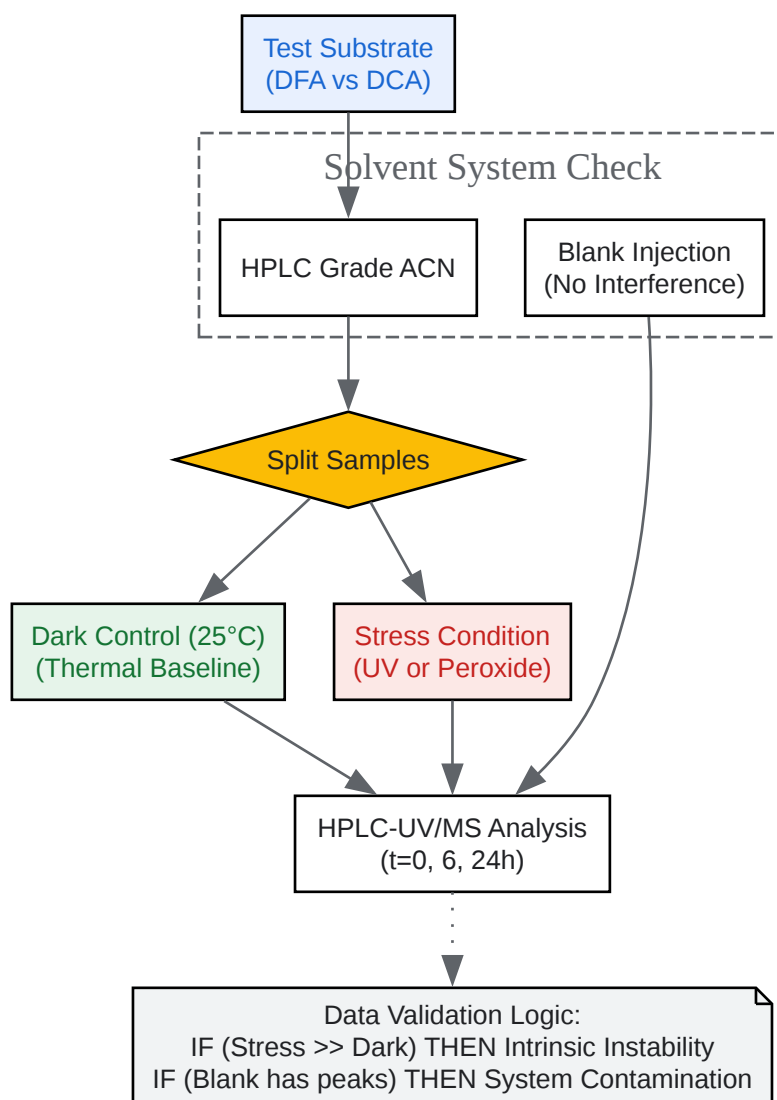 Test Substrate
(DFA vs DCA)
Solvent System Check
HPLC Grade ACN
Blank Injection
(No Interference)
Split Samples
Dark Control (25°C)
(Thermal Baseline)
Stress Condition
(UV or Peroxide)
HPLC-UV/MS Analysis
(t=0, 6, 24h)
Data Validation Logic:
IF (Stress >> Dark) THEN Intrinsic Instability
IF (Blank has peaks) THEN System Contamination